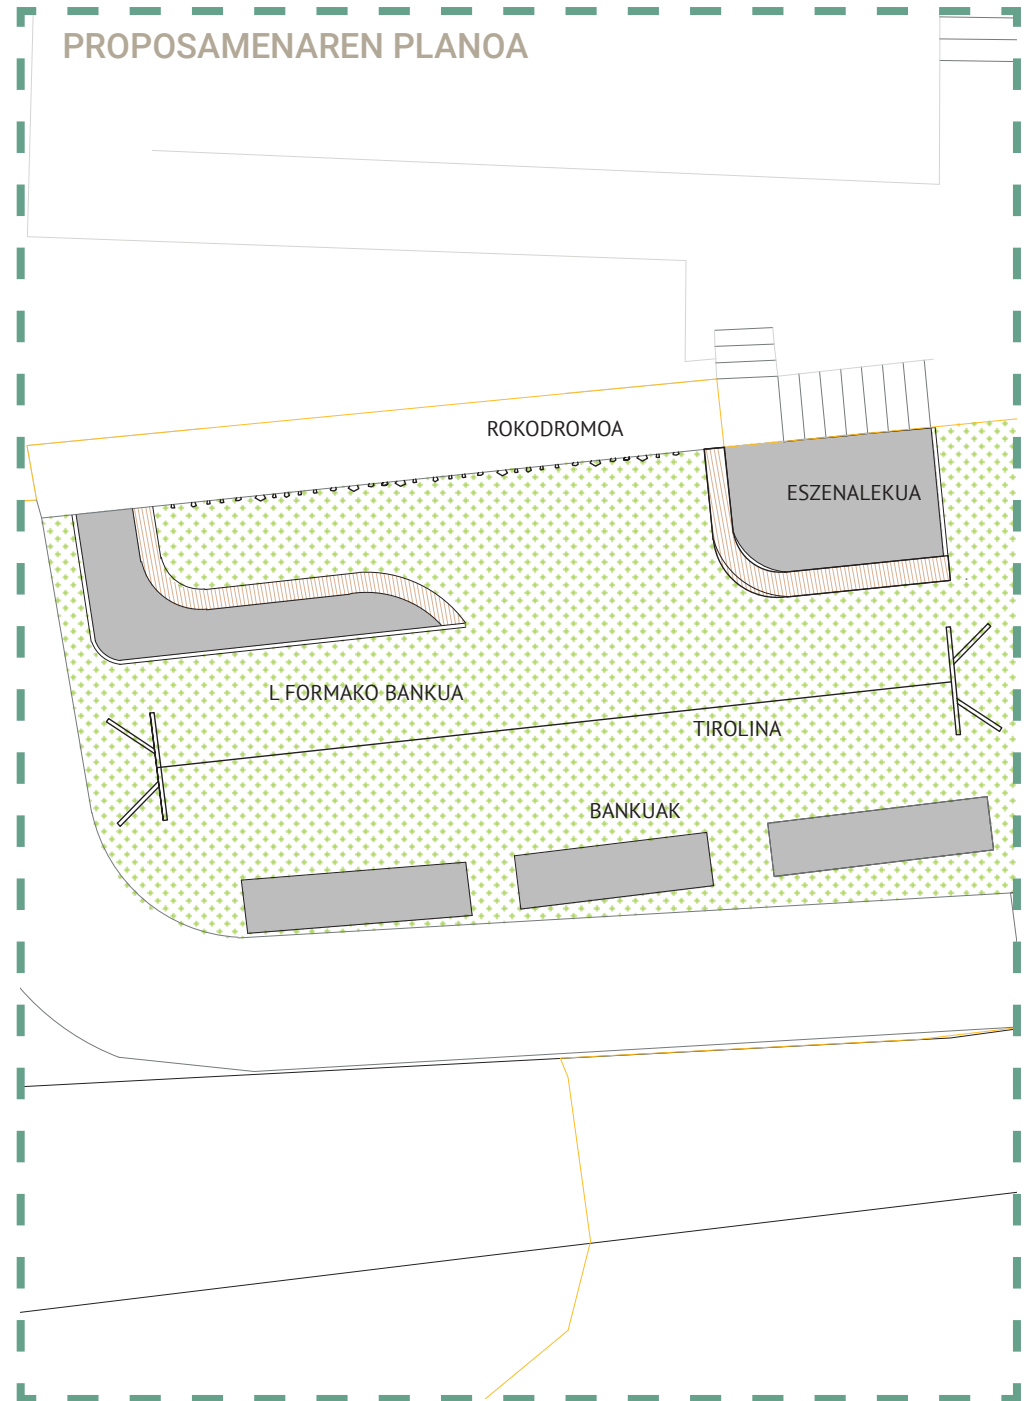 PROPOSAMENAREN PLANOA
ROKODROMOA
ESZENALEKUA
L FORMAKO BANKUA
TIROLINA
BANKUAK